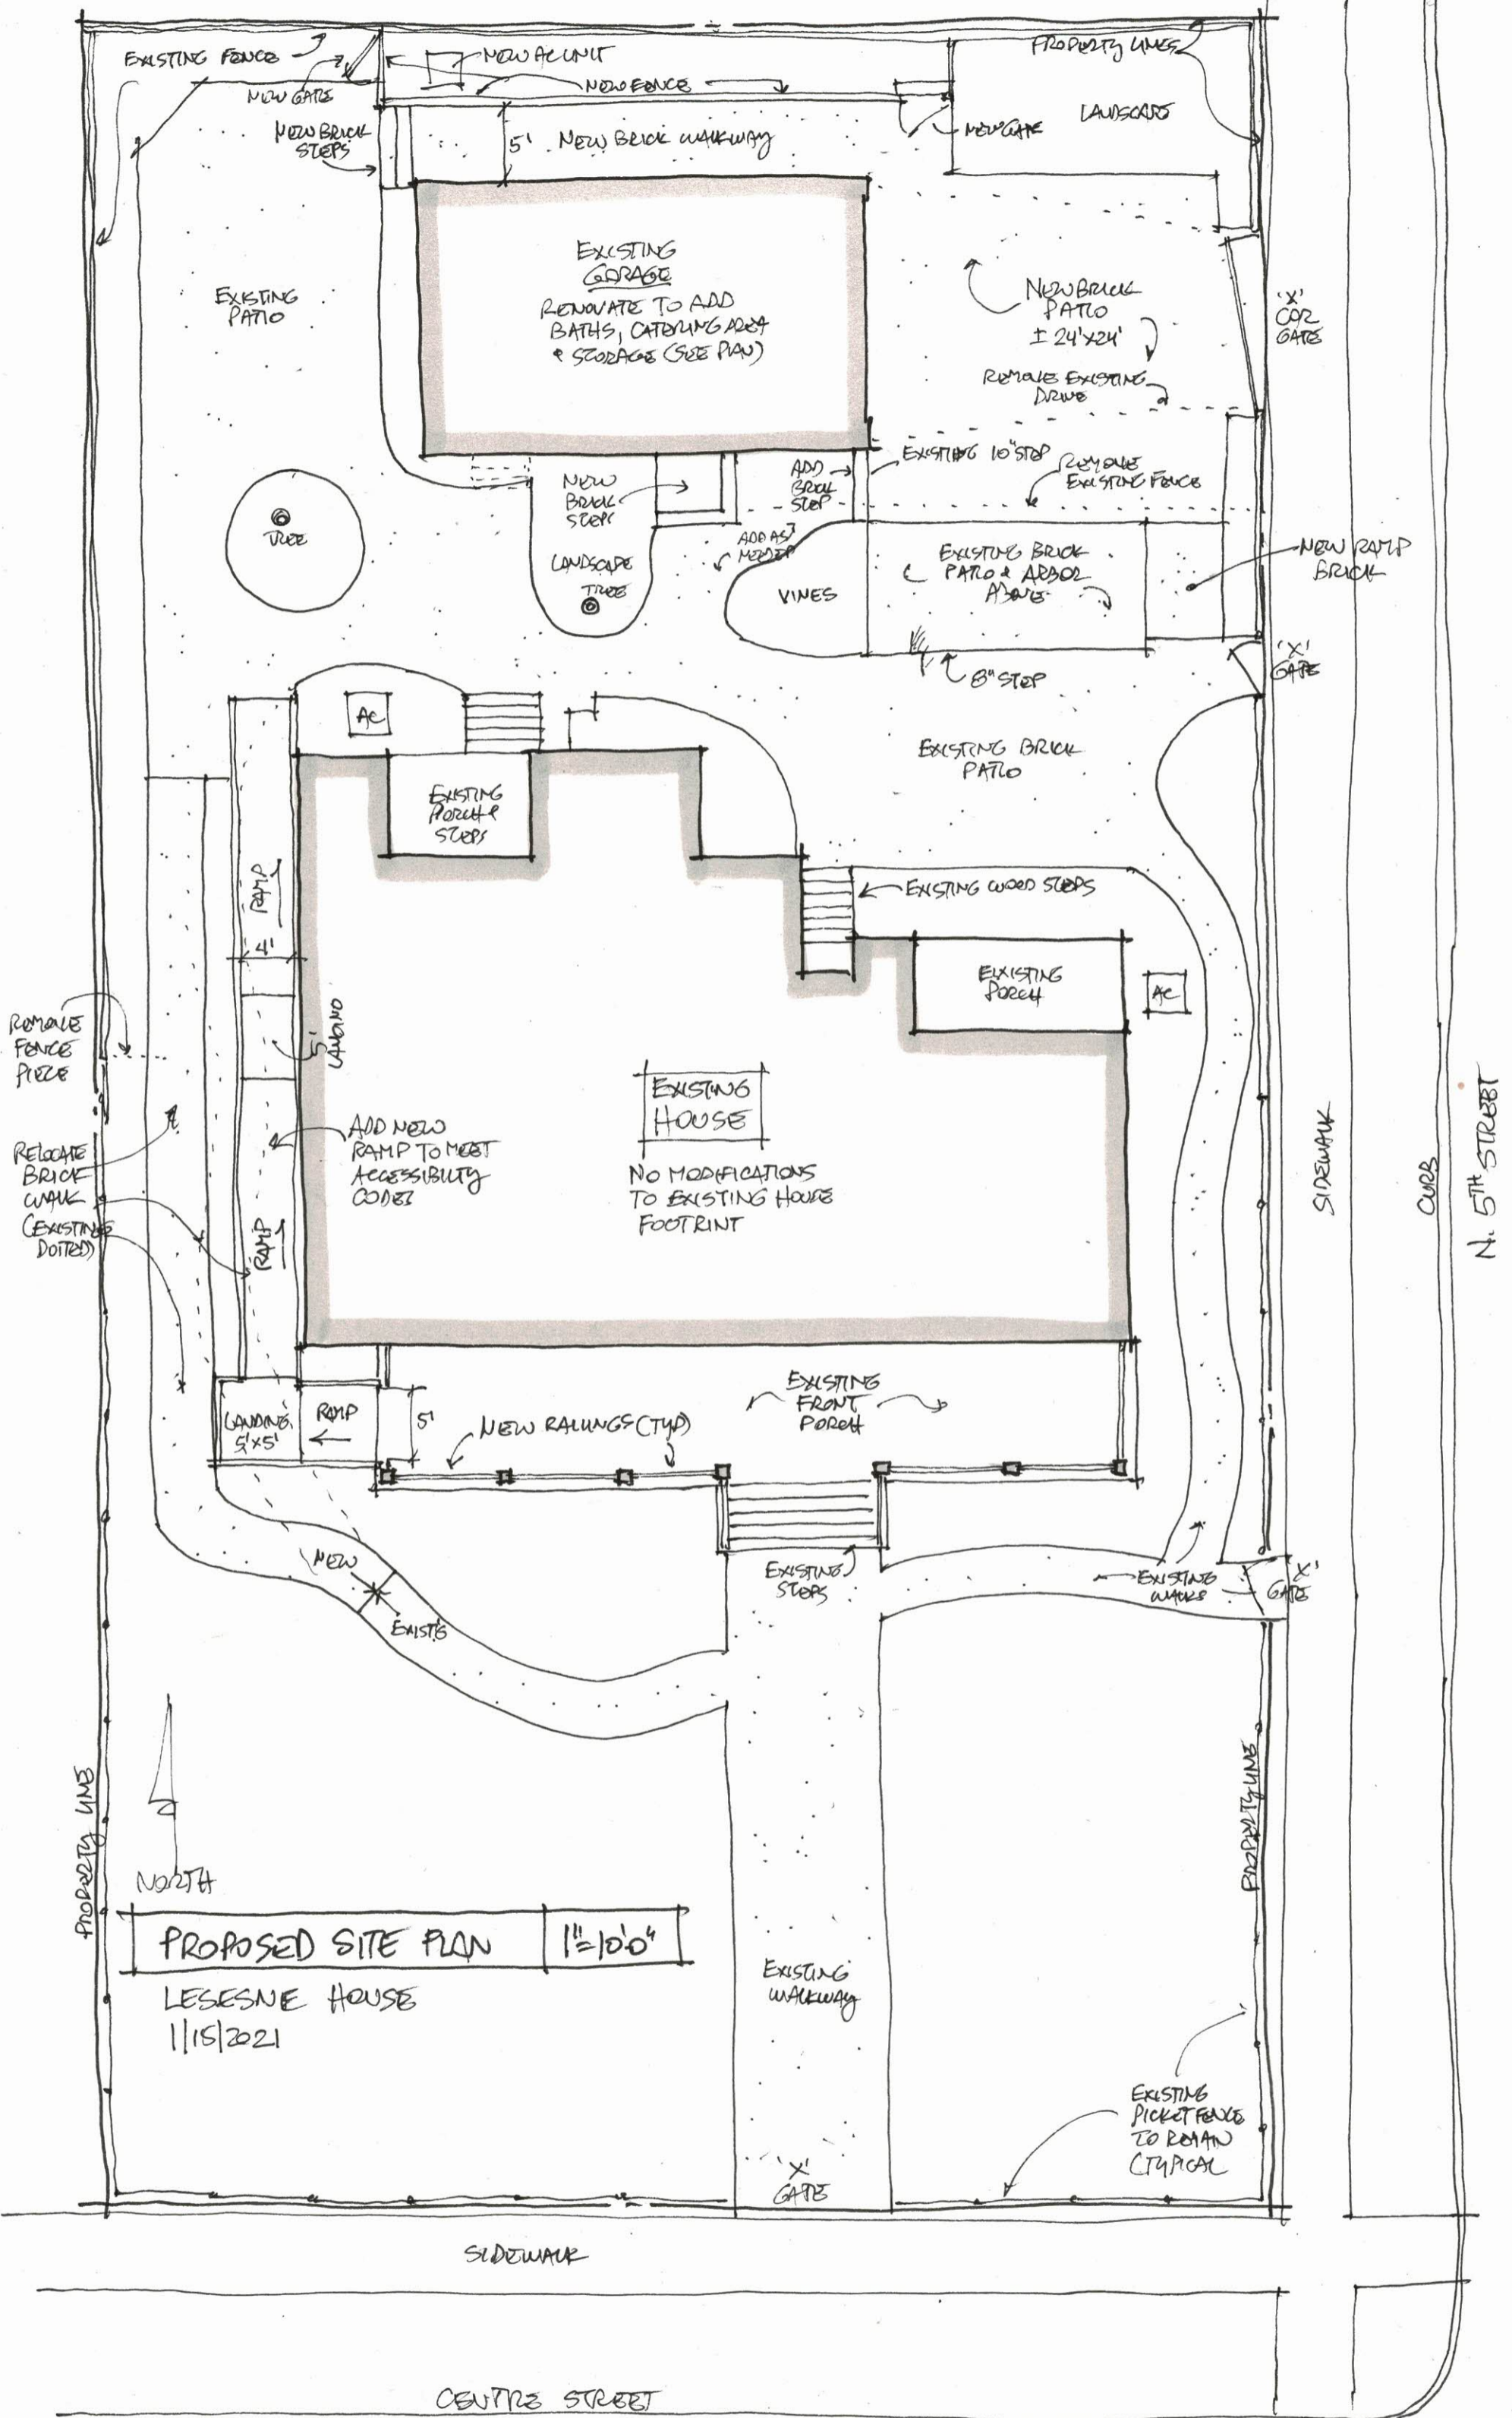 EXISTING FENCE
NEW GATE
NEW AC UNIT
NEW FENCE
PROPERTY LINES
LANDSCAPE
NEW GATE
NEW BRICK
STEPS
5'
NEW BRICK WALKWAY
EXISTING
GARAGE
RENOVATE TO ADD
BATHS, CATERING AREA
& STORAGE (SEE PLAN)
EXISTING
PATIO
NEW BRICK
PATIO
± 24'x24'
'X'
CAR
GATE
REMOVE EXISTING
DRIVE
EXISTING 10" STEP
REMOVE
EXISTING FENCE
ADD
BRICK
STEP
NEW
BRICK
STEPS
TREE
LANDSCAPE
TREE
ADD AS
NEEDED
VINES
EXISTING BRICK
PATIO & ARBOR
ABOVE
NEW RAMP
BRICK
'X'
GATE
8" STEP
AC
EXISTING BRICK
PATIO
EXISTING
PORCH &
STEPS
RAMP
4'
EXISTING WOOD STEPS
EXISTING
PORCH
AC
REMOVE
FENCE
PIECE
5'
LANDING
EXISTING
HOUSE
NO MODIFICATIONS
TO EXISTING HOUSE
FOOTRINT
ADD NEW
RAMP TO MEET
ACCESSIBILITY
CODES
RELOCATE
BRICK
WALK
(EXISTING
DOTTED)
RAMP
SIDEWALK
CURB
N. 5TH STREET
LANDING
5'x5'
RAMP
5'
NEW RAILINGS (TYP)
EXISTING
FRONT
PORCH
EXISTING
STEPS
EXISTING
WALKS
'X'
GATE
NEW
EXIST'G
PROPERTY LINE
PROPERTY LINE
NORTH
PROPOSED SITE PLAN
1"=10'0"
LESESNE HOUSE
1/15/2021
EXISTING
WALKWAY
EXISTING
PICKET FENCE
TO REMAIN
(TYPICAL
'X'
GATE
SIDEWALK
CENTRE STREET